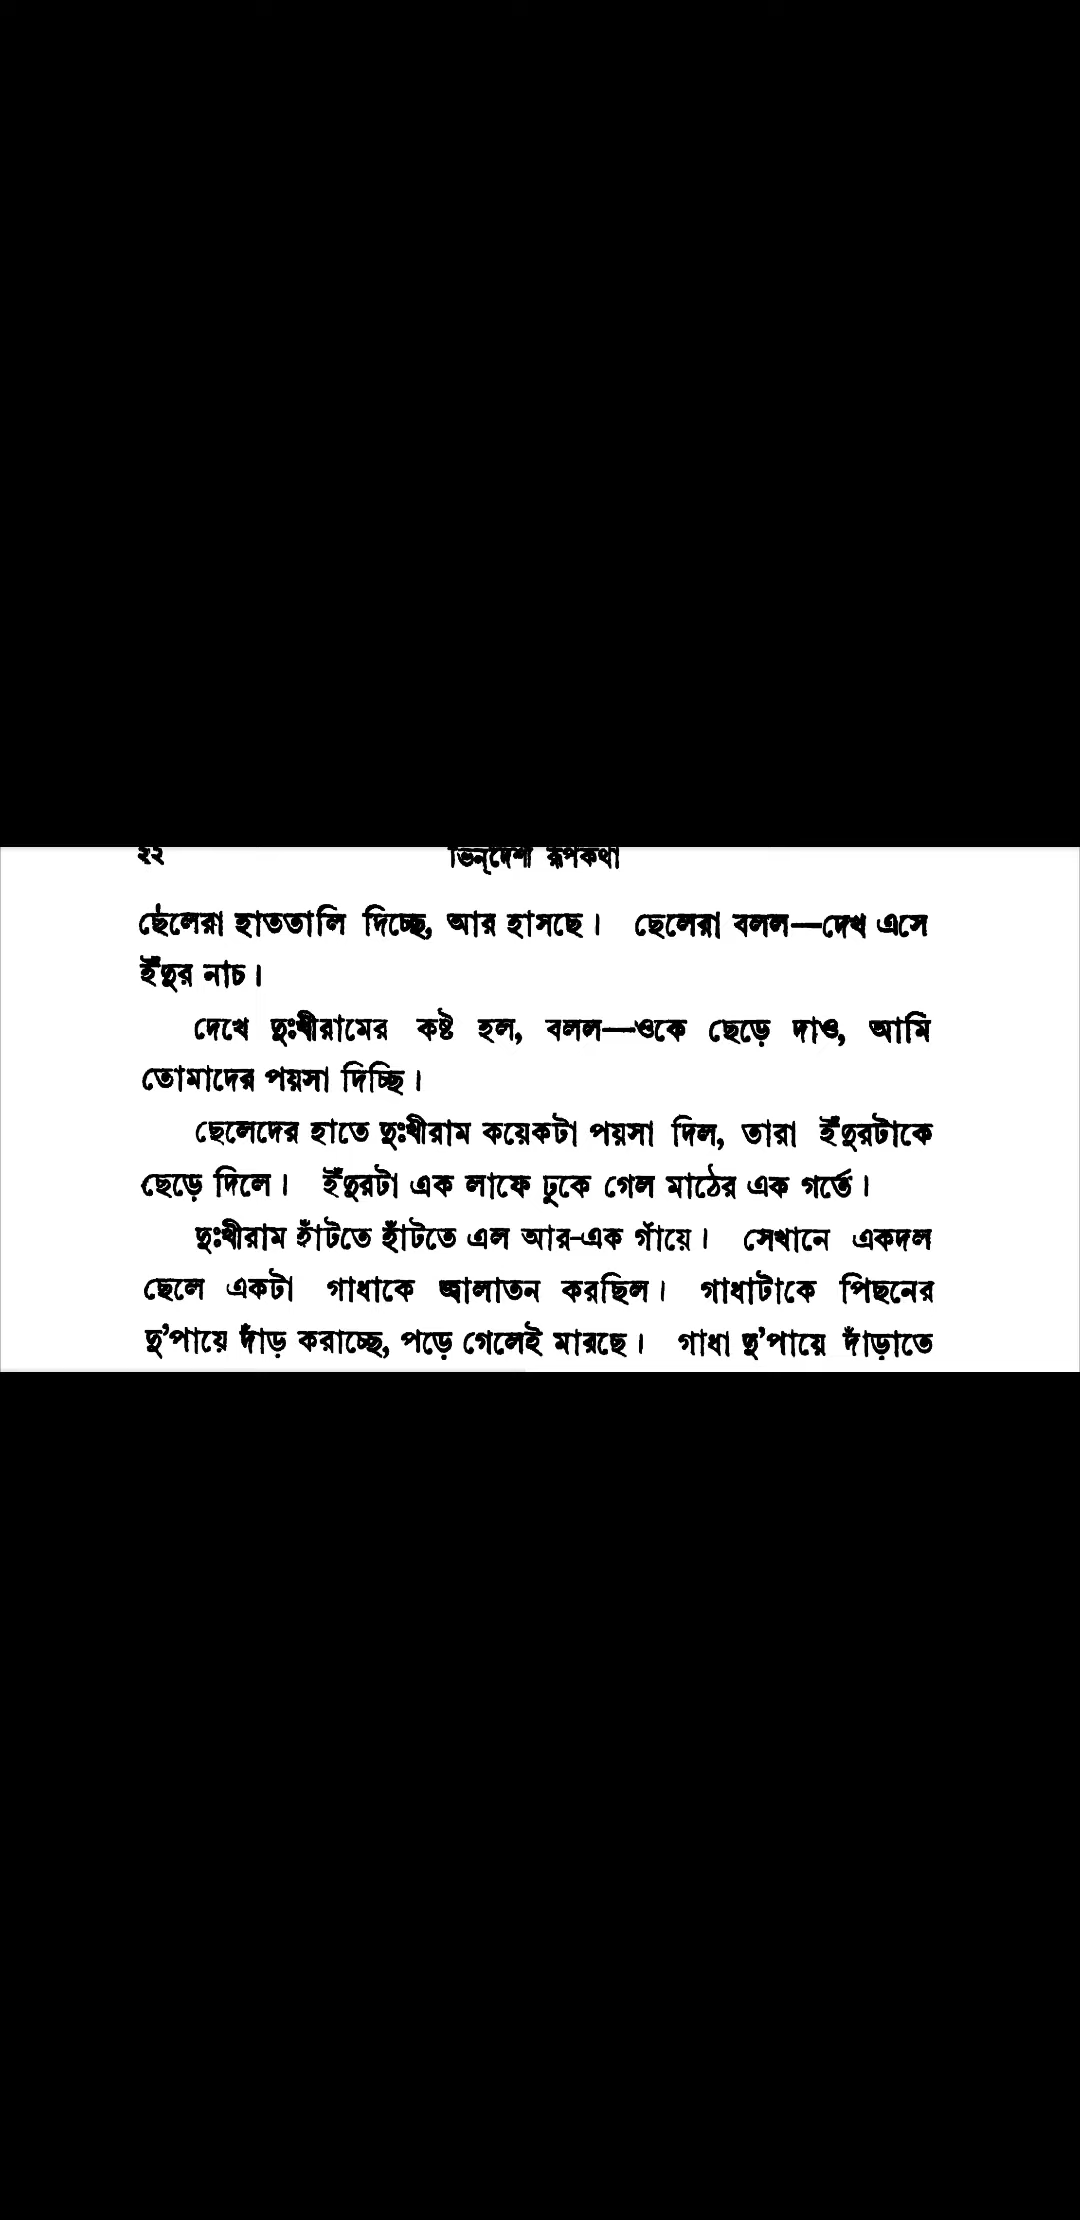 ২২ ভিন্‌দেশী রূপকথা
ছেলেরা হাততালি দিচ্ছে, আর হাসছে। ছেলেরা বলল—দেখ এসে
ইঁদুর নাচ।
দেখে দুঃখীরামের কষ্ট হল, বলল—ওকে ছেড়ে দাও, আমি
তোমাদের পয়সা দিচ্ছি।
ছেলেদের হাতে দুঃখীরাম কয়েকটা পয়সা দিল, তারা ইঁদুরটাকে
ছেড়ে দিলে। ইঁদুরটা এক লাফে ঢুকে গেল মাঠের এক গর্তে।
দুঃখীরাম হাঁটতে হাঁটতে এল আর-এক গাঁয়ে। সেখানে একদল
ছেলে একটা গাধাকে জ্বালাতন করছিল। গাধাটাকে পিছনের
দু’পায়ে দাঁড় করাচ্ছে, পড়ে গেলেই মারছে। গাধা দু’পায়ে দাঁড়াতে